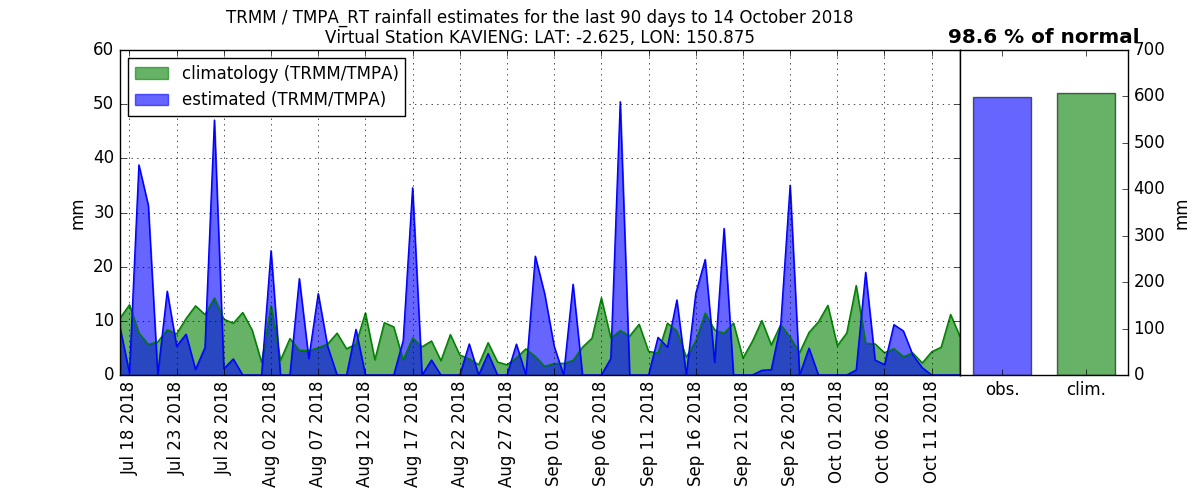 TRMM / TMPA_RT rainfall estimates for the last 90 days to 14 October 2018
Virtual Station KAVIENG: LAT: -2.625, LON: 150.875
98.6 % of normal
climatology (TRMM/TMPA)
estimated (TRMM/TMPA)
mm
60
50
40
30
20
10
0
Jul 18 2018
Jul 23 2018
Jul 28 2018
Aug 02 2018
Aug 07 2018
Aug 12 2018
Aug 17 2018
Aug 22 2018
Aug 27 2018
Sep 01 2018
Sep 06 2018
Sep 11 2018
Sep 16 2018
Sep 21 2018
Sep 26 2018
Oct 01 2018
Oct 06 2018
Oct 11 2018
obs.
clim.
700
600
500
400
300
200
100
0
mm